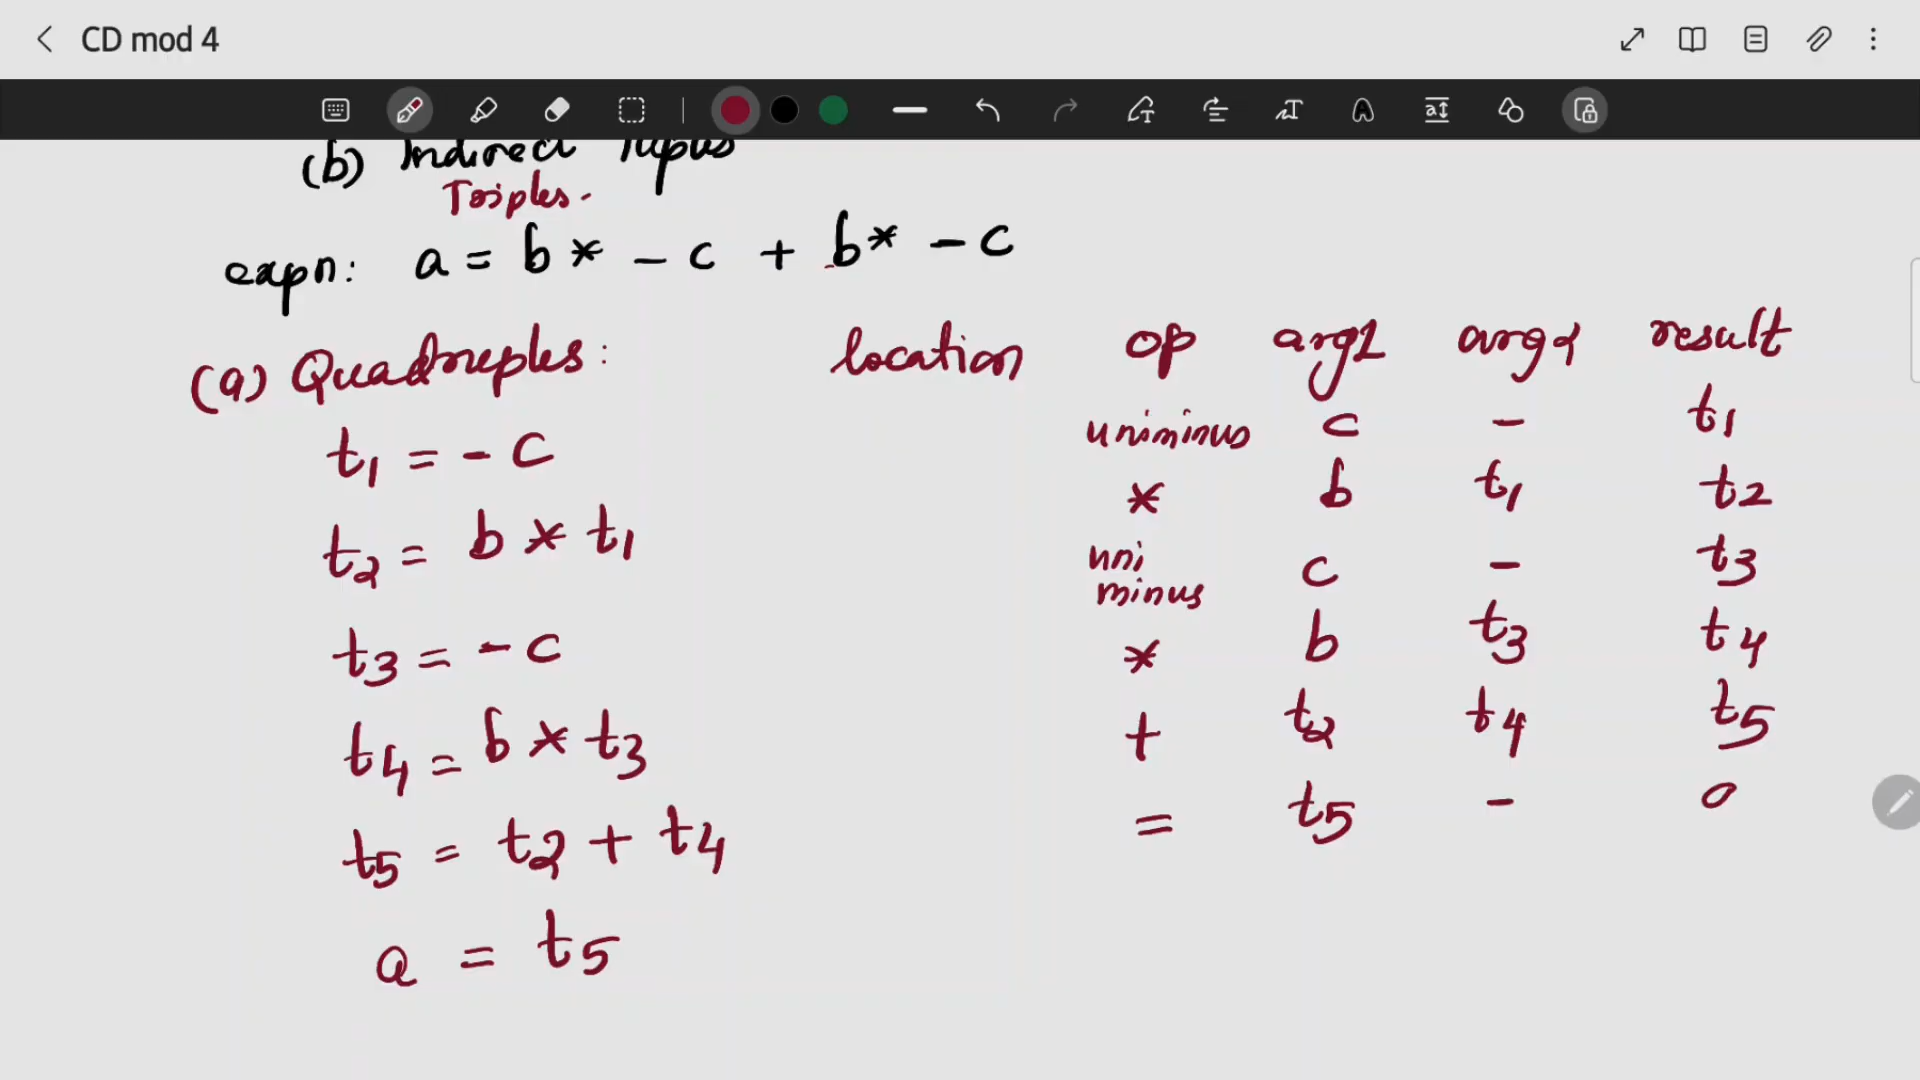 CD mod 4
(b) Indirect
Triples.
expn: a = b * - c + b * - c
(a) Quadruples: location op arg1 arg2 result
t1 = - c uniminus c - t1
t2 = b * t1 * b t1 t2
t3 = - c uni minus c - t3
t4 = b * t3 * b t3 t4
t5 = t2 + t4 + t2 t4 t5
a = t5 = t5 -